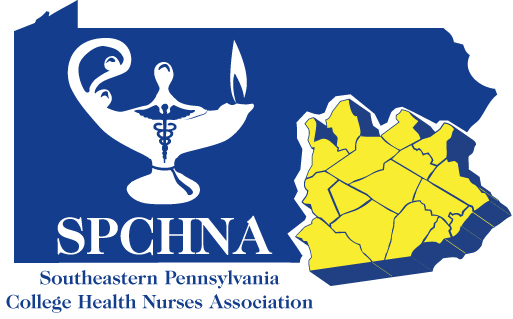 SPCHNA
Southeastern Pennsylvania
College Health Nurses Association